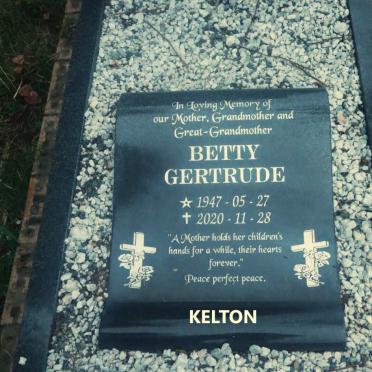 In Loving Memory of
our Mother, Grandmother and
Great-Grandmother
BETTY
GERTRUDE
☆ 1947 - 05 - 27
✝ 2020 - 11 - 28
"A Mother holds her children's
hands for a while, their hearts
forever."
Peace perfect peace.
KELTON